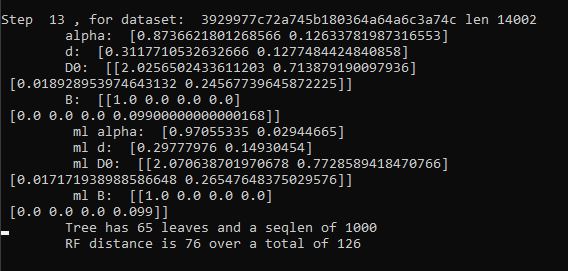 Step  13 , for dataset:  3929977c72a745b180364a64a6c3a74c len 14002
        alpha:  [0.8736621801268566 0.12633781987316553]
        d:  [0.3117710532632666 0.1277484424840858]
        D0:  [[2.0256502433611203 0.713879190097936]
 [0.018928953974643132 0.24567739645872225]]
        B:  [[1.0 0.0 0.0 0.0]
 [0.0 0.0 0.0 0.09900000000000168]]
         ml alpha:  [0.97055335 0.02944665]
         ml d:  [0.29777976 0.14930454]
         ml D0:  [[2.070638701970678 0.7728589418470766]
 [0.017171938988586648 0.26547648375029576]]
         ml B:  [[1.0 0.0 0.0 0.0]
 [0.0 0.0 0.0 0.099]]
        Tree has 65 leaves and a seqlen of 1000
        RF distance is 76 over a total of 126